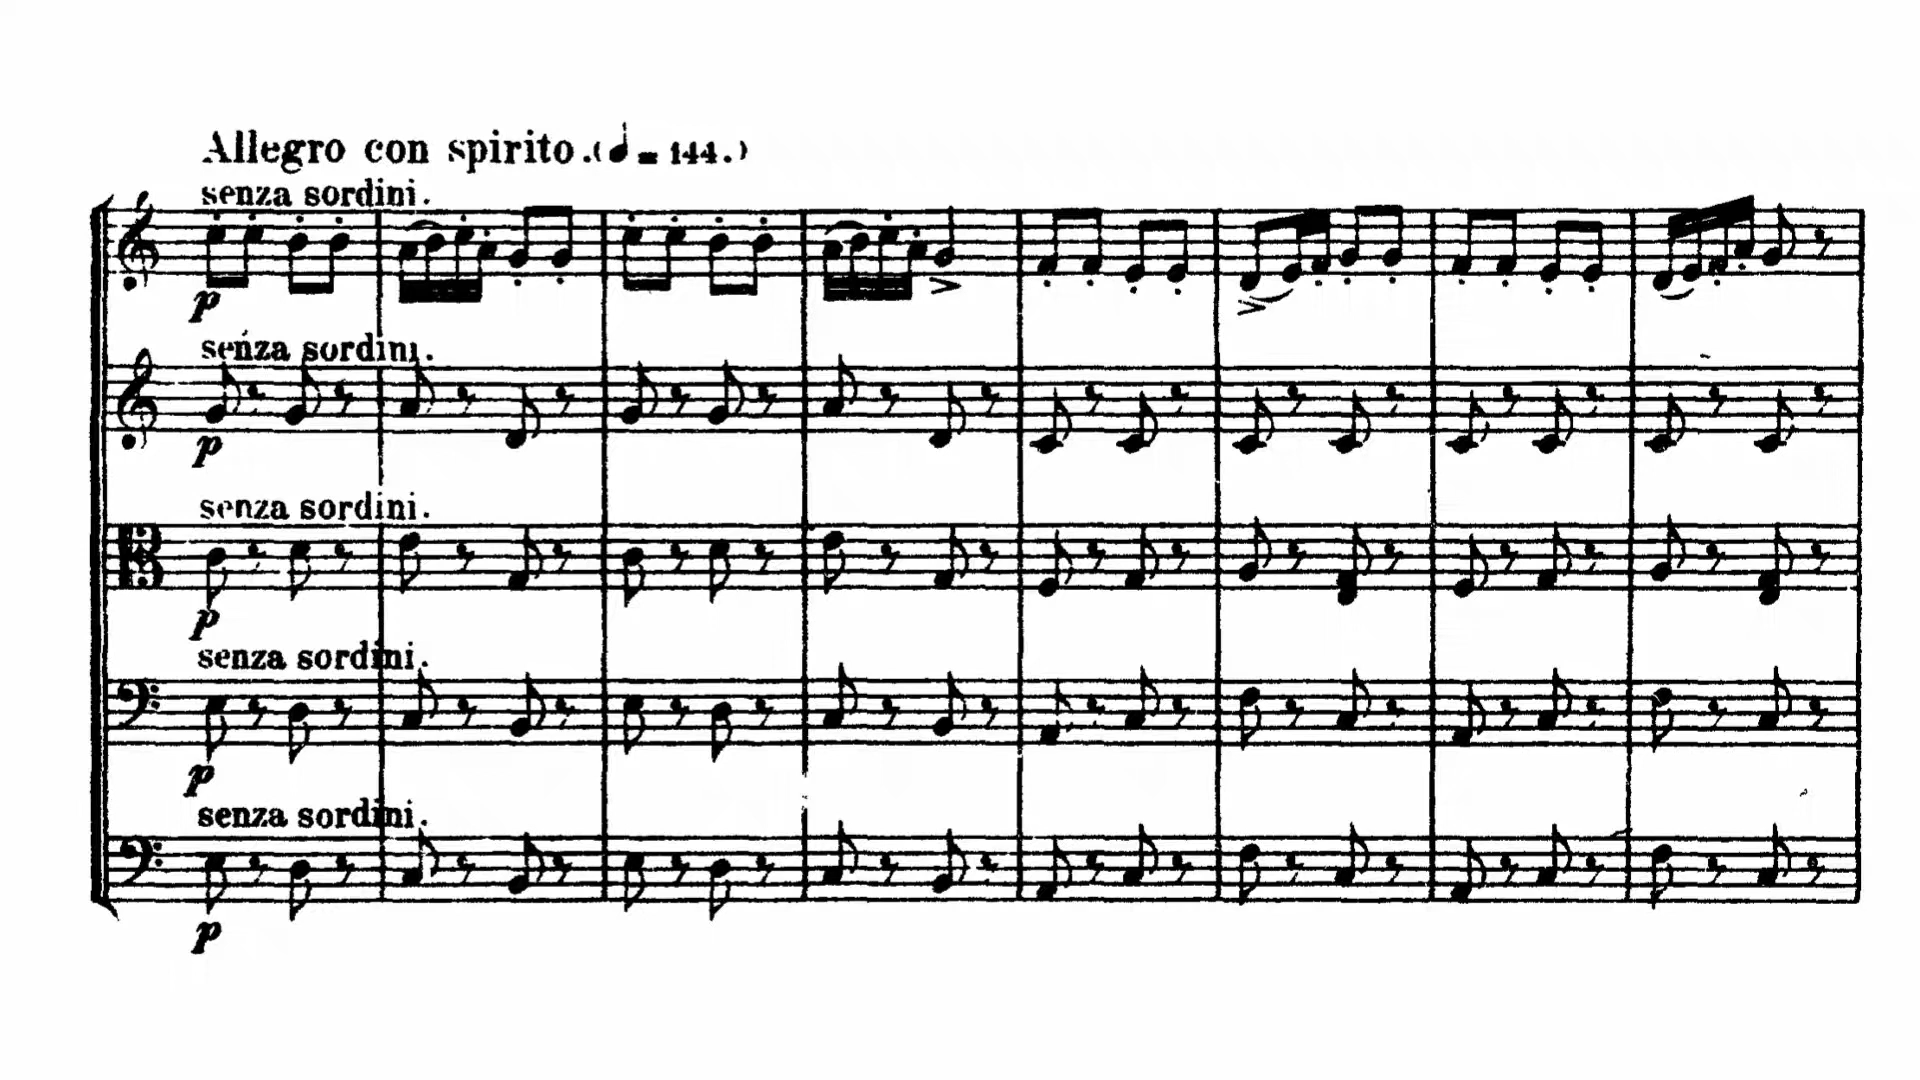 Allegro con spirito. (♩ = 144.)
senza sordini.
p
senza sordini.
p
senza sordini.
p
senza sordini.
p
senza sordini.
p